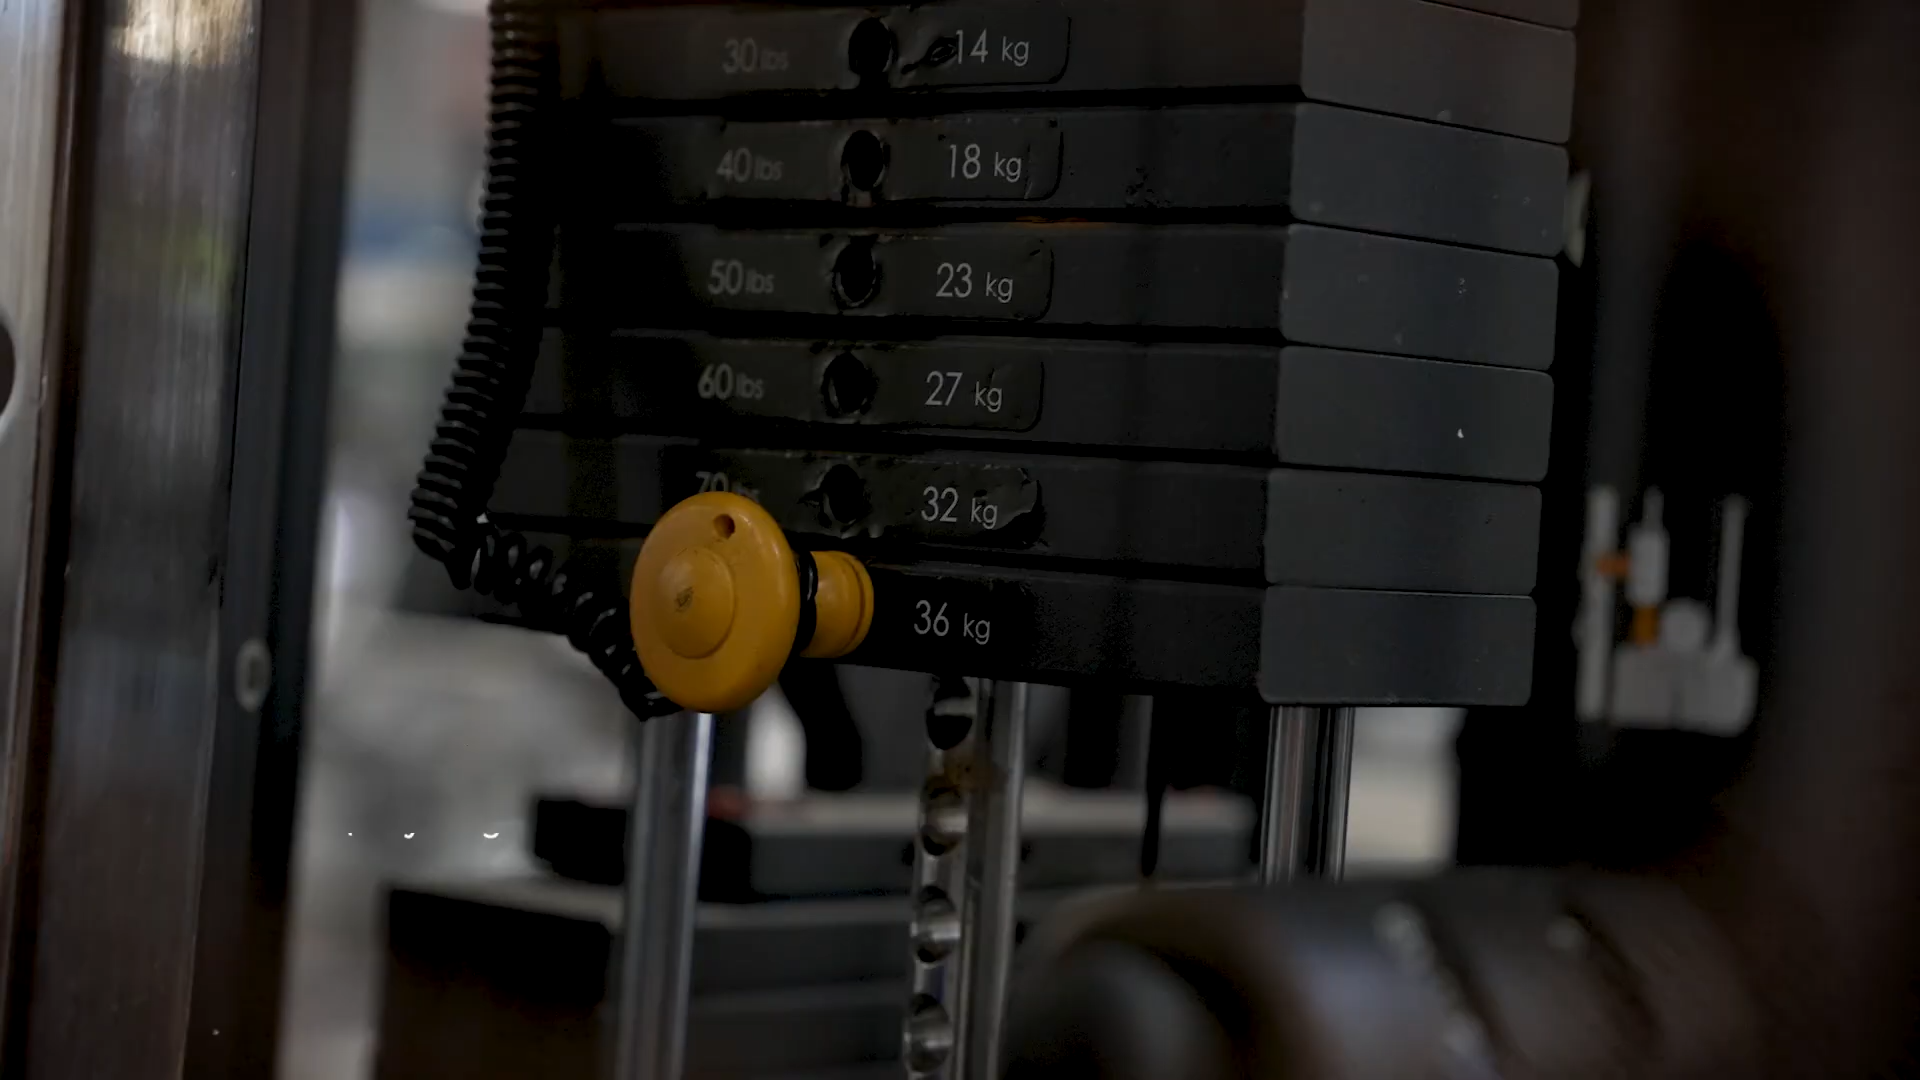 30 lbs 14 kg
40 lbs 18 kg
50 lbs 23 kg
60 lbs 27 kg
70 32 kg
36 kg